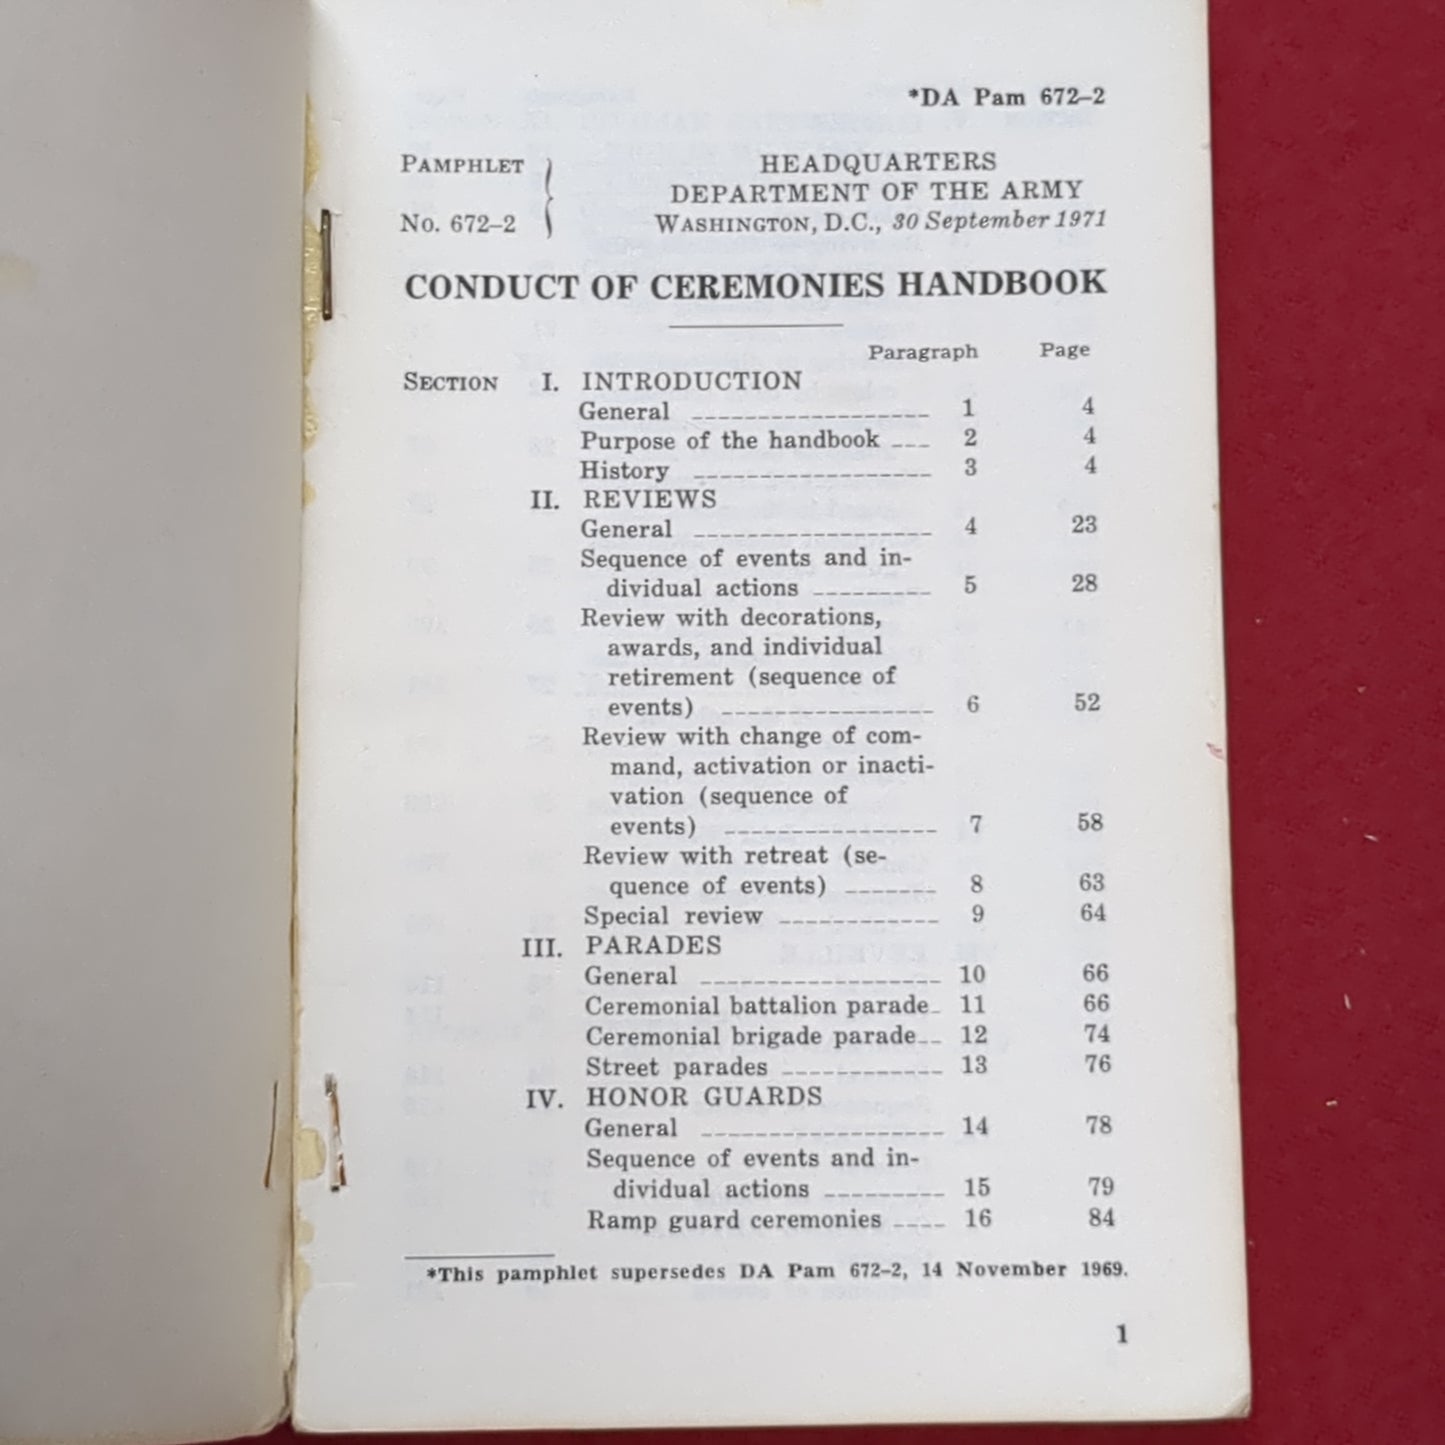 *DA Pam 672–2
PAMPHLET
No. 672–2
HEADQUARTERS
DEPARTMENT OF THE ARMY
WASHINGTON, D.C., 30 September 1971
CONDUCT OF CEREMONIES HANDBOOK
Paragraph Page
SECTION I. INTRODUCTION
General ------------------ 1 4
Purpose of the handbook --- 2 4
History ------------------ 3 4
II. REVIEWS
General ------------------ 4 23
Sequence of events and in-
dividual actions --------- 5 28
Review with decorations,
awards, and individual
retirement (sequence of
events) ---------------- 6 52
Review with change of com-
mand, activation or inacti-
vation (sequence of
events) ---------------- 7 58
Review with retreat (se-
quence of events) ------- 8 63
Special review ------------ 9 64
III. PARADES
General ------------------ 10 66
Ceremonial battalion parade- 11 66
Ceremonial brigade parade-- 12 74
Street parades ------------ 13 76
IV. HONOR GUARDS
General ------------------ 14 78
Sequence of events and in-
dividual actions --------- 15 79
Ramp guard ceremonies ---- 16 84
*This pamphlet supersedes DA Pam 672–2, 14 November 1969.
1